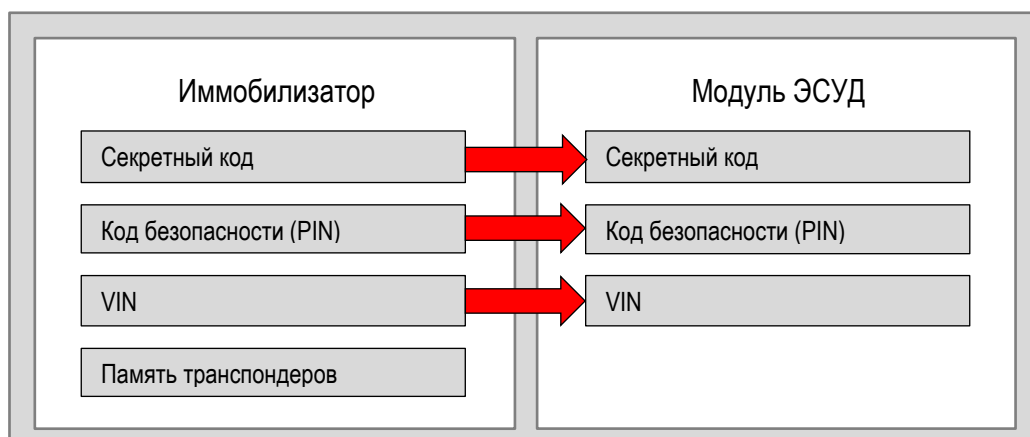 Иммобилизатор
Секретный код
Код безопасности (PIN)
VIN
Память транспондеров
Модуль ЭСУД
Секретный код
Код безопасности (PIN)
VIN